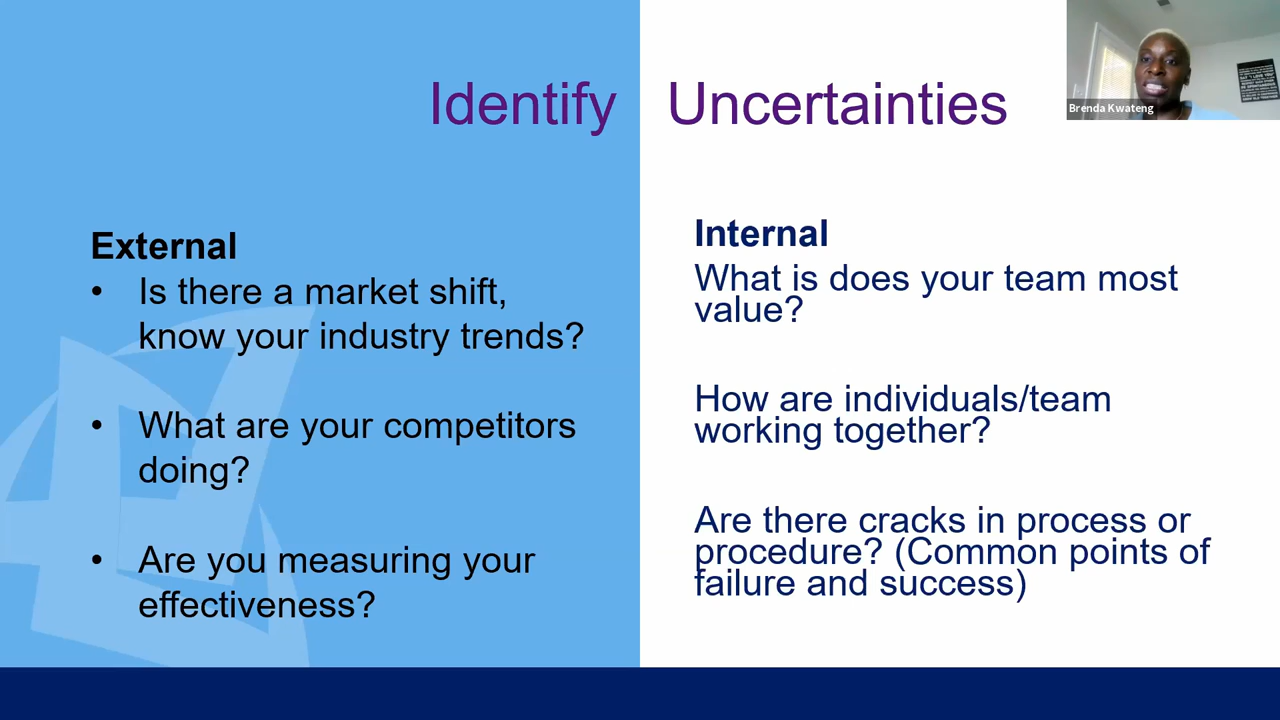 Identify Uncertainties
Brenda Kwateng
External
• Is there a market shift,
know your industry trends?
• What are your competitors
doing?
• Are you measuring your
effectiveness?
Internal
What is does your team most
value?
How are individuals/team
working together?
Are there cracks in process or
procedure? (Common points of
failure and success)